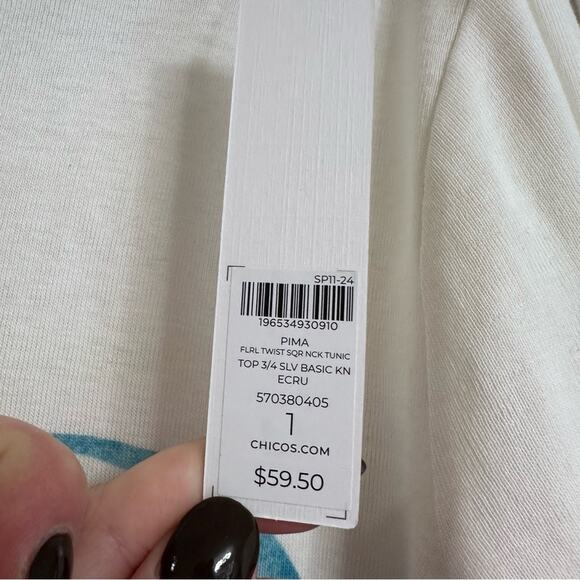 SP11-24
196534930910
PIMA
FLRL TWIST SQR NCK TUNIC
TOP 3/4 SLV BASIC KN
ECRU
570380405
1
CHICOS.COM
$59.50